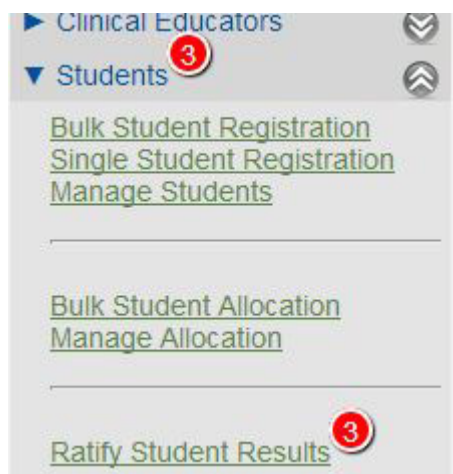 Clinical Educators
3
Students
Bulk Student Registration
Single Student Registration
Manage Students
Bulk Student Allocation
Manage Allocation
3
Ratify Student Results